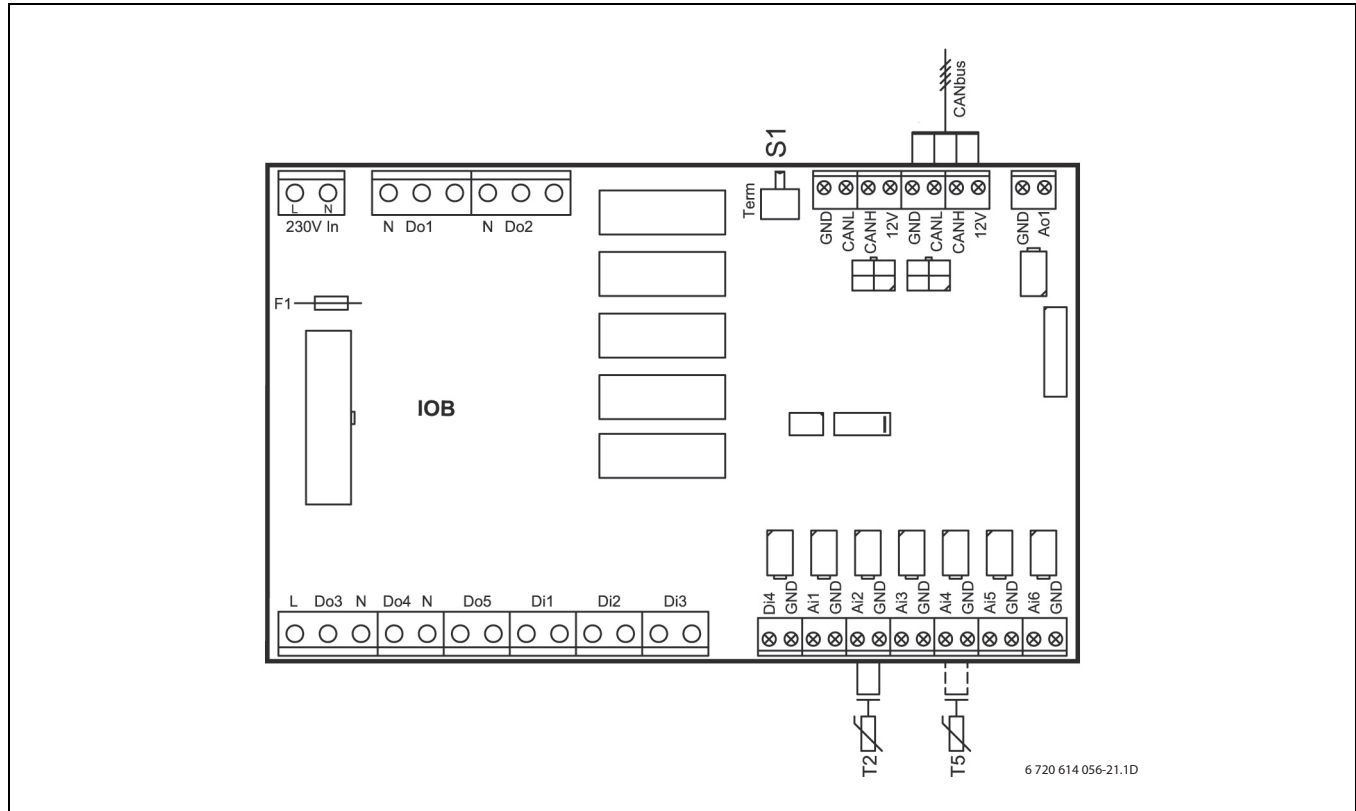 CANbus
S1
Term
L N
230V In
N Do1 N Do2
GND CANL CANH 12V GND CANL CANH 12V
GND Ao1
F1
IOB
L Do3 N Do4 N Do5 Di1 Di2 Di3
Di4 GND Ai1 GND Ai2 GND Ai3 GND Ai4 GND Ai5 GND Ai6 GND
T2 T5
6 720 614 056-21.1D